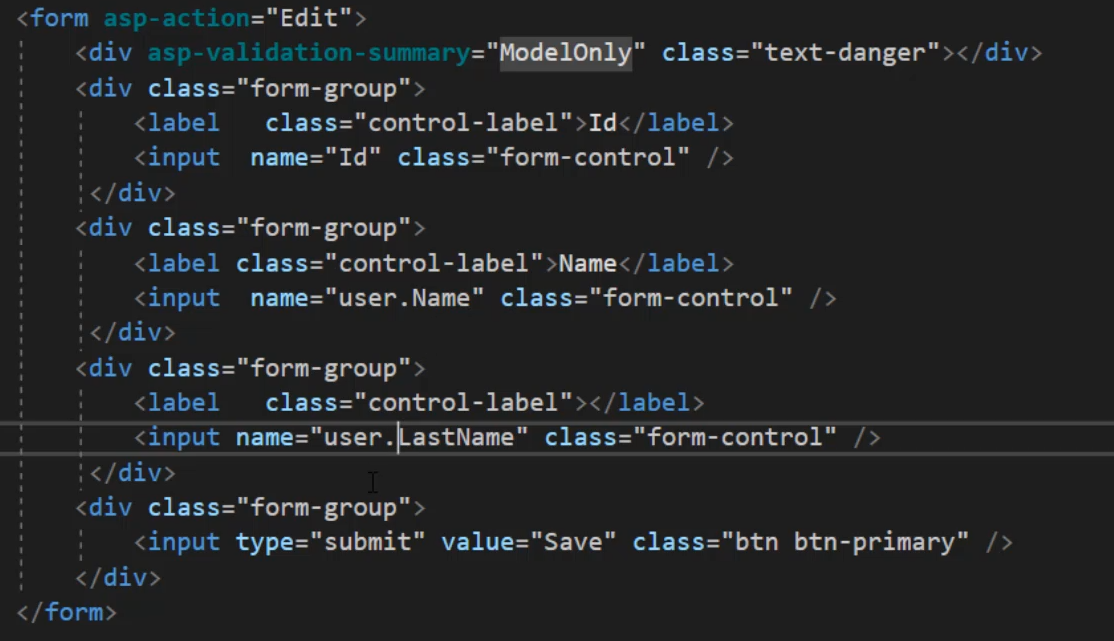 <form asp-action="Edit">
<div asp-validation-summary="ModelOnly" class="text-danger"></div>
<div class="form-group">
<label class="control-label">Id</label>
<input name="Id" class="form-control" />
</div>
<div class="form-group">
<label class="control-label">Name</label>
<input name="user.Name" class="form-control" />
</div>
<div class="form-group">
<label class="control-label"></label>
<input name="user.LastName" class="form-control" />
</div>
<div class="form-group">
<input type="submit" value="Save" class="btn btn-primary" />
</div>
</form>